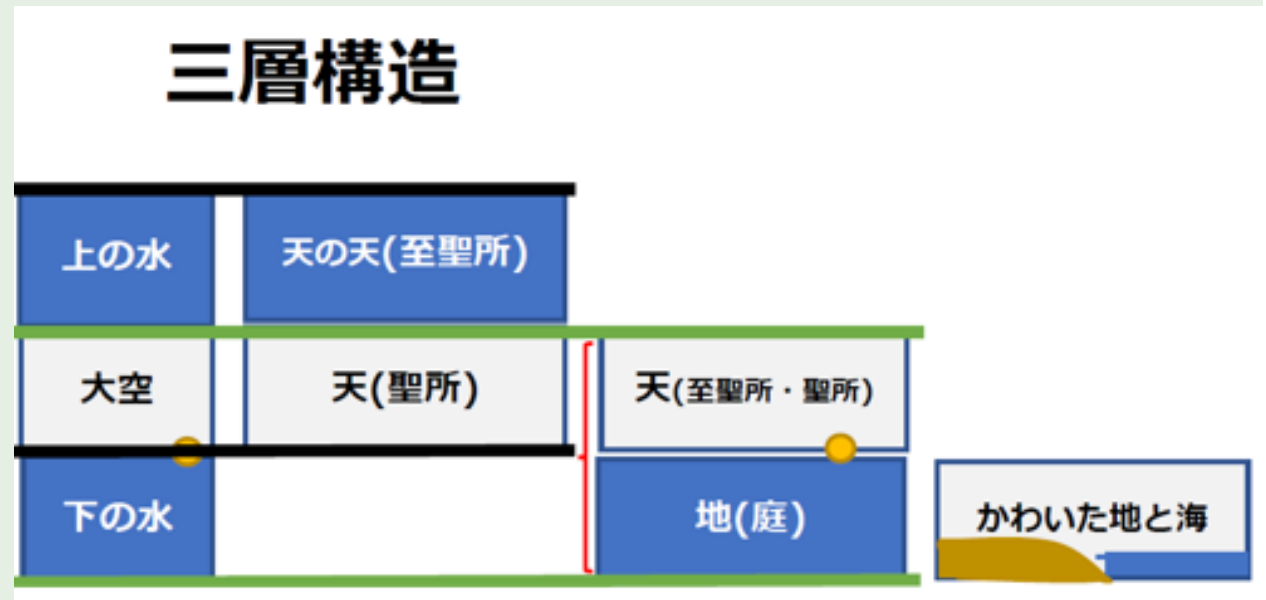 三層構造
上の水
天の天(至聖所)
大空
天(聖所)
天(至聖所・聖所)
下の水
地(庭)
かわいた地と海